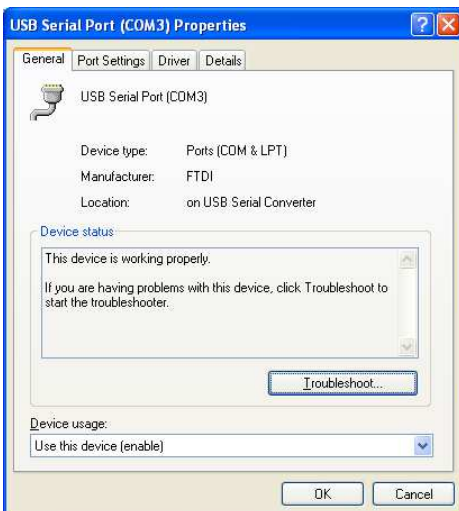 USB Serial Port (COM3) Properties
General Port Settings Driver Details
USB Serial Port (COM3)
Device type: Ports (COM & LPT)
Manufacturer: FTDI
Location: on USB Serial Converter
Device status
This device is working properly.
If you are having problems with this device, click Troubleshoot to
start the troubleshooter.
Troubleshoot...
Device usage:
Use this device (enable)
OK Cancel